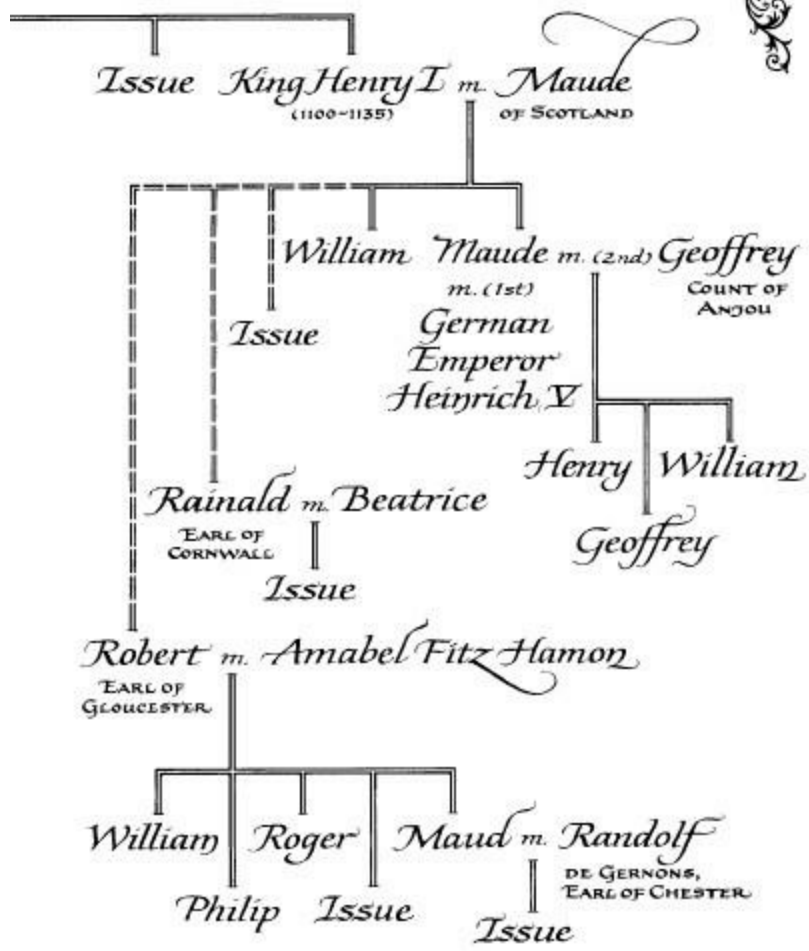 Issue King Henry I m. Maude
(1100-1135) OF SCOTLAND
William Maude m. (2nd) Geoffrey
m. (1st) COUNT OF
ANJOU
Issue German
Emperor
Heinrich V
Henry William
Rainald m. Beatrice
EARL OF
CORNWALL
Geoffrey
Issue
Robert m. Amabel Fitz Hamon
EARL OF
GLOUCESTER
William Roger Maud m. Randolf
DE GERNONS,
EARL OF CHESTER
Philip Issue
Issue